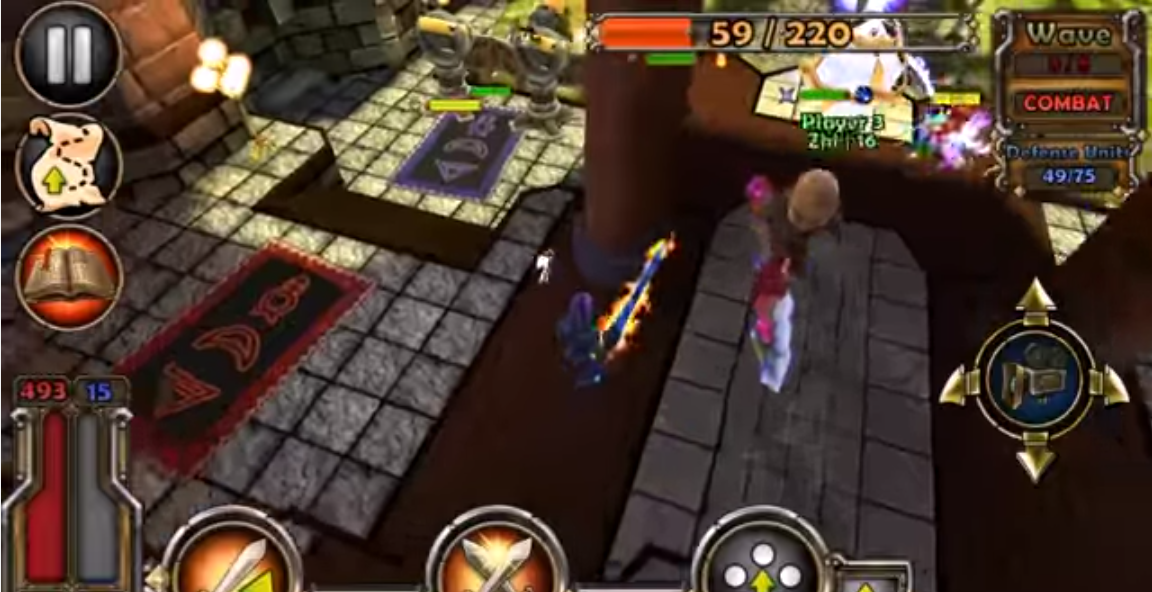 59 / 220
Wave
COMBAT
Player 3
Defense Units
49/75
493 15